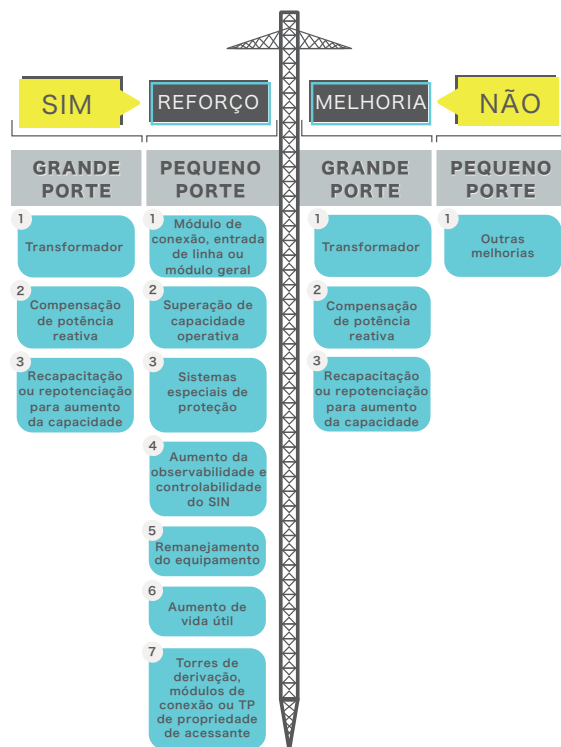 SIM
REFORÇO
MELHORIA
NÃO
GRANDE
PORTE
PEQUENO
PORTE
GRANDE
PORTE
PEQUENO
PORTE
1
Transformador
2
Compensação
de potência
reativa
3
Recapacitação
ou repotenciação
para aumento
da capacidade
1
Módulo de
conexão, entrada
de linha ou
módulo geral
2
Superação de
capacidade
operativa
3
Sistemas
especiais de
proteção
4
Aumento da
observabilidade e
controlabilidade
do SIN
5
Remanejamento
do equipamento
6
Aumento de
vida útil
7
Torres de
derivação,
módulos de
conexão ou TP
de propriedade
de acessante
1
Transformador
2
Compensação
de potência
reativa
3
Recapacitação
ou repotenciação
para aumento
da capacidade
1
Outras
melhorias